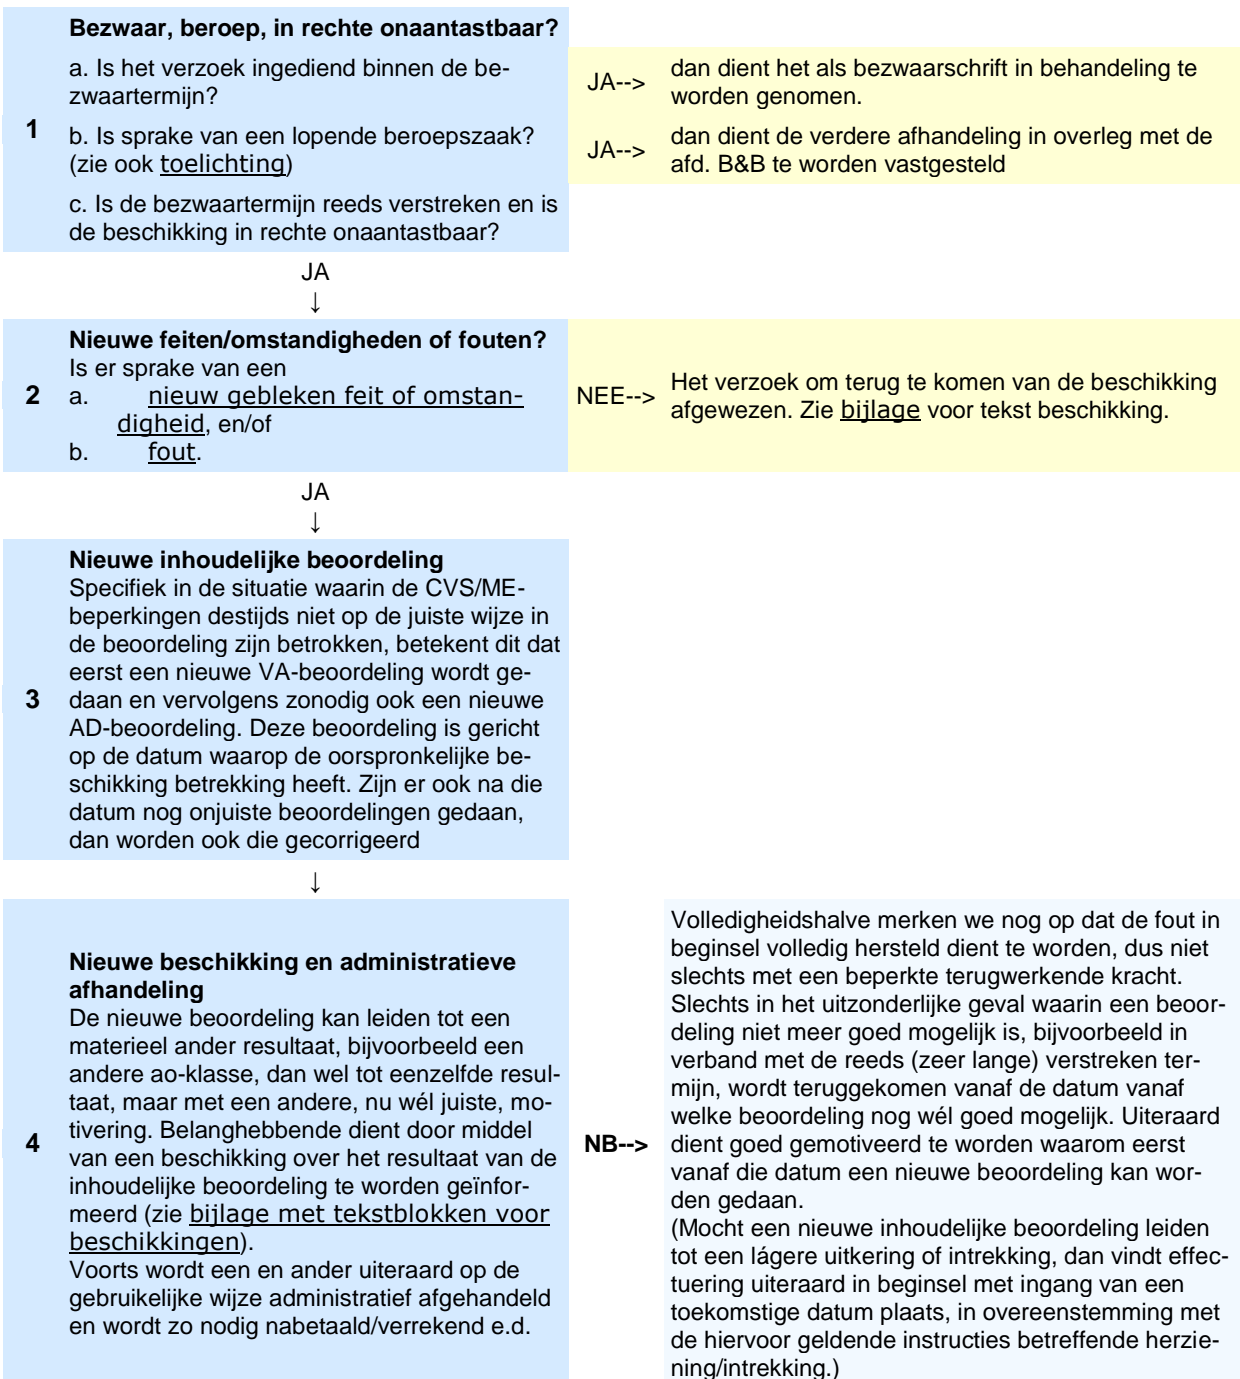 Bezwaar, beroep, in rechte onaantastbaar?
a. Is het verzoek ingediend binnen de be-
zwaartermijn?
JA-->
dan dient het als bezwaarschrift in behandeling te
worden genomen.
1
b. Is sprake van een lopende beroepszaak?
(zie ook toelichting)
JA-->
dan dient de verdere afhandeling in overleg met de
afd. B&B te worden vastgesteld
c. Is de bezwaartermijn reeds verstreken en is
de beschikking in rechte onaantastbaar?
JA
↓
Nieuwe feiten/omstandigheden of fouten?
Is er sprake van een
2
a. nieuw gebleken feit of omstan-
digheid, en/of
b. fout.
NEE-->
Het verzoek om terug te komen van de beschikking
afgewezen. Zie bijlage voor tekst beschikking.
JA
↓
Nieuwe inhoudelijke beoordeling
Specifiek in de situatie waarin de CVS/ME-
beperkingen destijds niet op de juiste wijze in
de beoordeling zijn betrokken, betekent dit dat
eerst een nieuwe VA-beoordeling wordt ge-
3
daan en vervolgens zonodig ook een nieuwe
AD-beoordeling. Deze beoordeling is gericht
op de datum waarop de oorspronkelijke be-
schikking betrekking heeft. Zijn er ook na die
datum nog onjuiste beoordelingen gedaan,
dan worden ook die gecorrigeerd
↓
Nieuwe beschikking en administratieve
afhandeling
De nieuwe beoordeling kan leiden tot een
materieel ander resultaat, bijvoorbeeld een
andere ao-klasse, dan wel tot eenzelfde resul-
taat, maar met een andere, nu wél juiste, mo-
4
tivering. Belanghebbende dient door middel
van een beschikking over het resultaat van de
inhoudelijke beoordeling te worden geïnfor-
meerd (zie bijlage met tekstblokken voor
beschikkingen).
Voorts wordt een en ander uiteraard op de
gebruikelijke wijze administratief afgehandeld
en wordt zo nodig nabetaald/verrekend e.d.
NB-->
Volledigheidshalve merken we nog op dat de fout in
beginsel volledig hersteld dient te worden, dus niet
slechts met een beperkte terugwerkende kracht.
Slechts in het uitzonderlijke geval waarin een beoor-
deling niet meer goed mogelijk is, bijvoorbeeld in
verband met de reeds (zeer lange) verstreken ter-
mijn, wordt teruggekomen vanaf de datum vanaf
welke beoordeling nog wél goed mogelijk. Uiteraard
dient goed gemotiveerd te worden waarom eerst
vanaf die datum een nieuwe beoordeling kan wor-
den gedaan.
(Mocht een nieuwe inhoudelijke beoordeling leiden
tot een lágere uitkering of intrekking, dan vindt effec-
tuering uiteraard in beginsel met ingang van een
toekomstige datum plaats, in overeenstemming met
de hiervoor geldende instructies betreffende herzie-
ning/intrekking.)